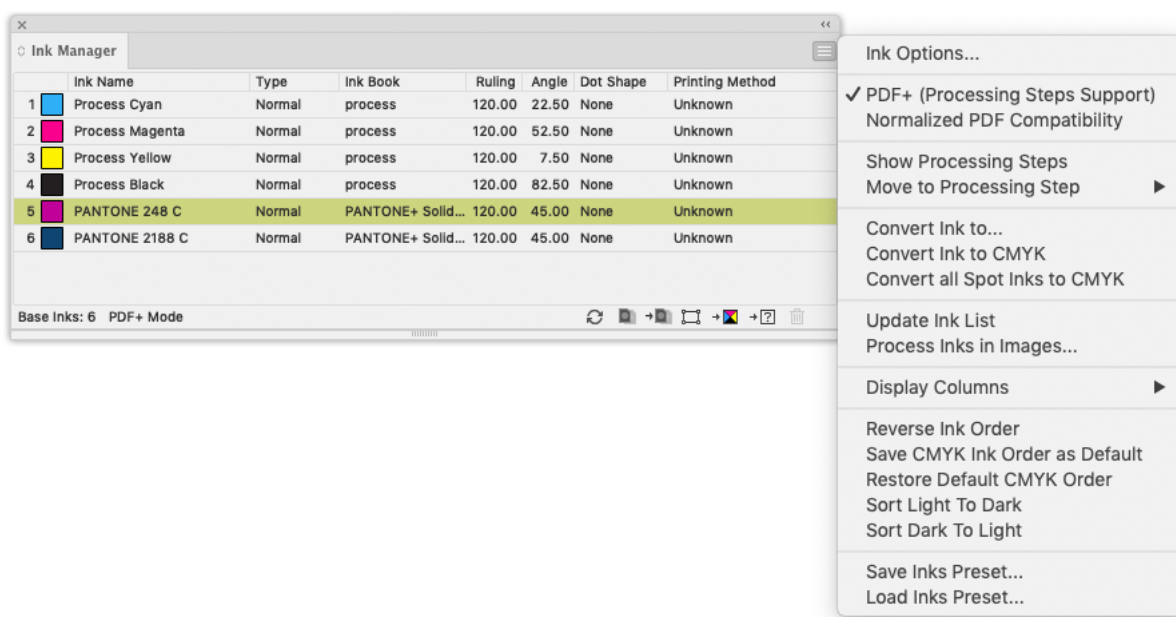 Ink Manager
Ink Name Type Ink Book Ruling Angle Dot Shape Printing Method
1 Process Cyan Normal process 120.00 22.50 None Unknown
2 Process Magenta Normal process 120.00 52.50 None Unknown
3 Process Yellow Normal process 120.00 7.50 None Unknown
4 Process Black Normal process 120.00 82.50 None Unknown
5 PANTONE 248 C Normal PANTONE+ Solid... 120.00 45.00 None Unknown
6 PANTONE 2188 C Normal PANTONE+ Solid... 120.00 45.00 None Unknown
Base Inks: 6 PDF+ Mode
Ink Options...
PDF+ (Processing Steps Support)
Normalized PDF Compatibility
Show Processing Steps
Move to Processing Step
Convert Ink to...
Convert Ink to CMYK
Convert all Spot Inks to CMYK
Update Ink List
Process Inks in Images...
Display Columns
Reverse Ink Order
Save CMYK Ink Order as Default
Restore Default CMYK Order
Sort Light To Dark
Sort Dark To Light
Save Inks Preset...
Load Inks Preset...